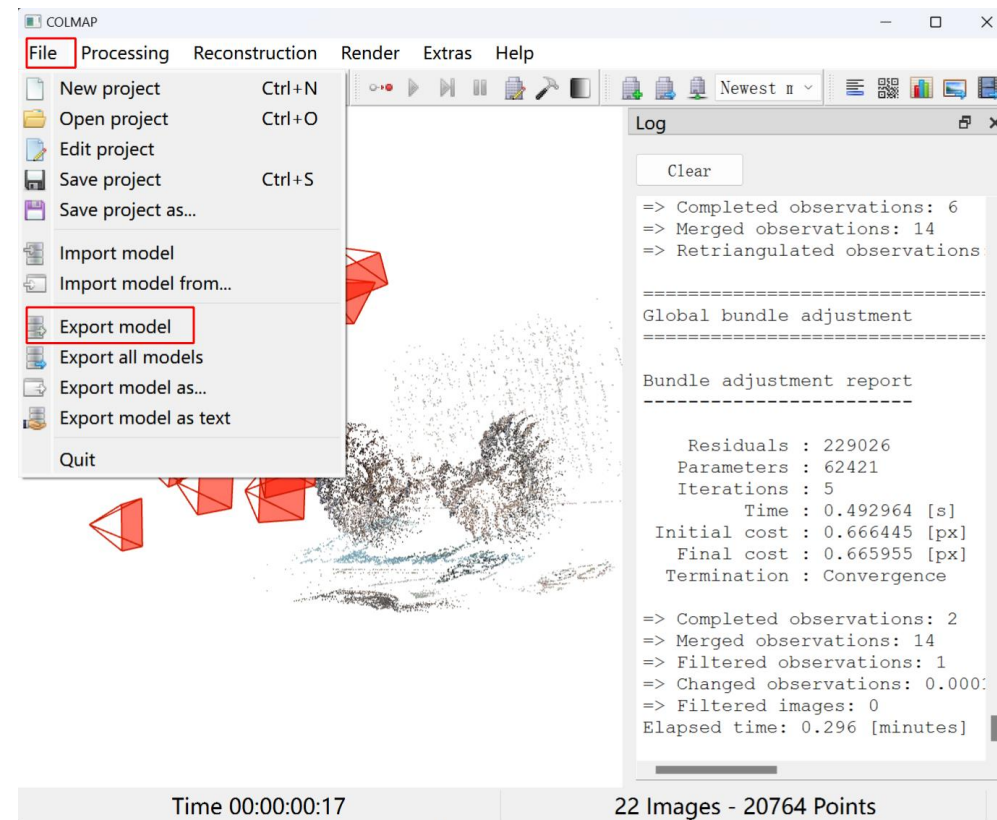 COLMAP
File Processing Reconstruction Render Extras Help
New project Ctrl+N
Open project Ctrl+O
Edit project
Save project Ctrl+S
Save project as...
Import model
Import model from...
Export model
Export all models
Export model as...
Export model as text
Quit
Newest m
Log
Clear
=> Completed observations: 6
=> Merged observations: 14
=> Retriangulated observations:
===============================
Global bundle adjustment
===============================
Bundle adjustment report
------------------------
Residuals : 229026
Parameters : 62421
Iterations : 5
Time : 0.492964 [s]
Initial cost : 0.666445 [px]
Final cost : 0.665955 [px]
Termination : Convergence
=> Completed observations: 2
=> Merged observations: 14
=> Filtered observations: 1
=> Changed observations: 0.0001
=> Filtered images: 0
Elapsed time: 0.296 [minutes]
Time 00:00:00:17
22 Images - 20764 Points